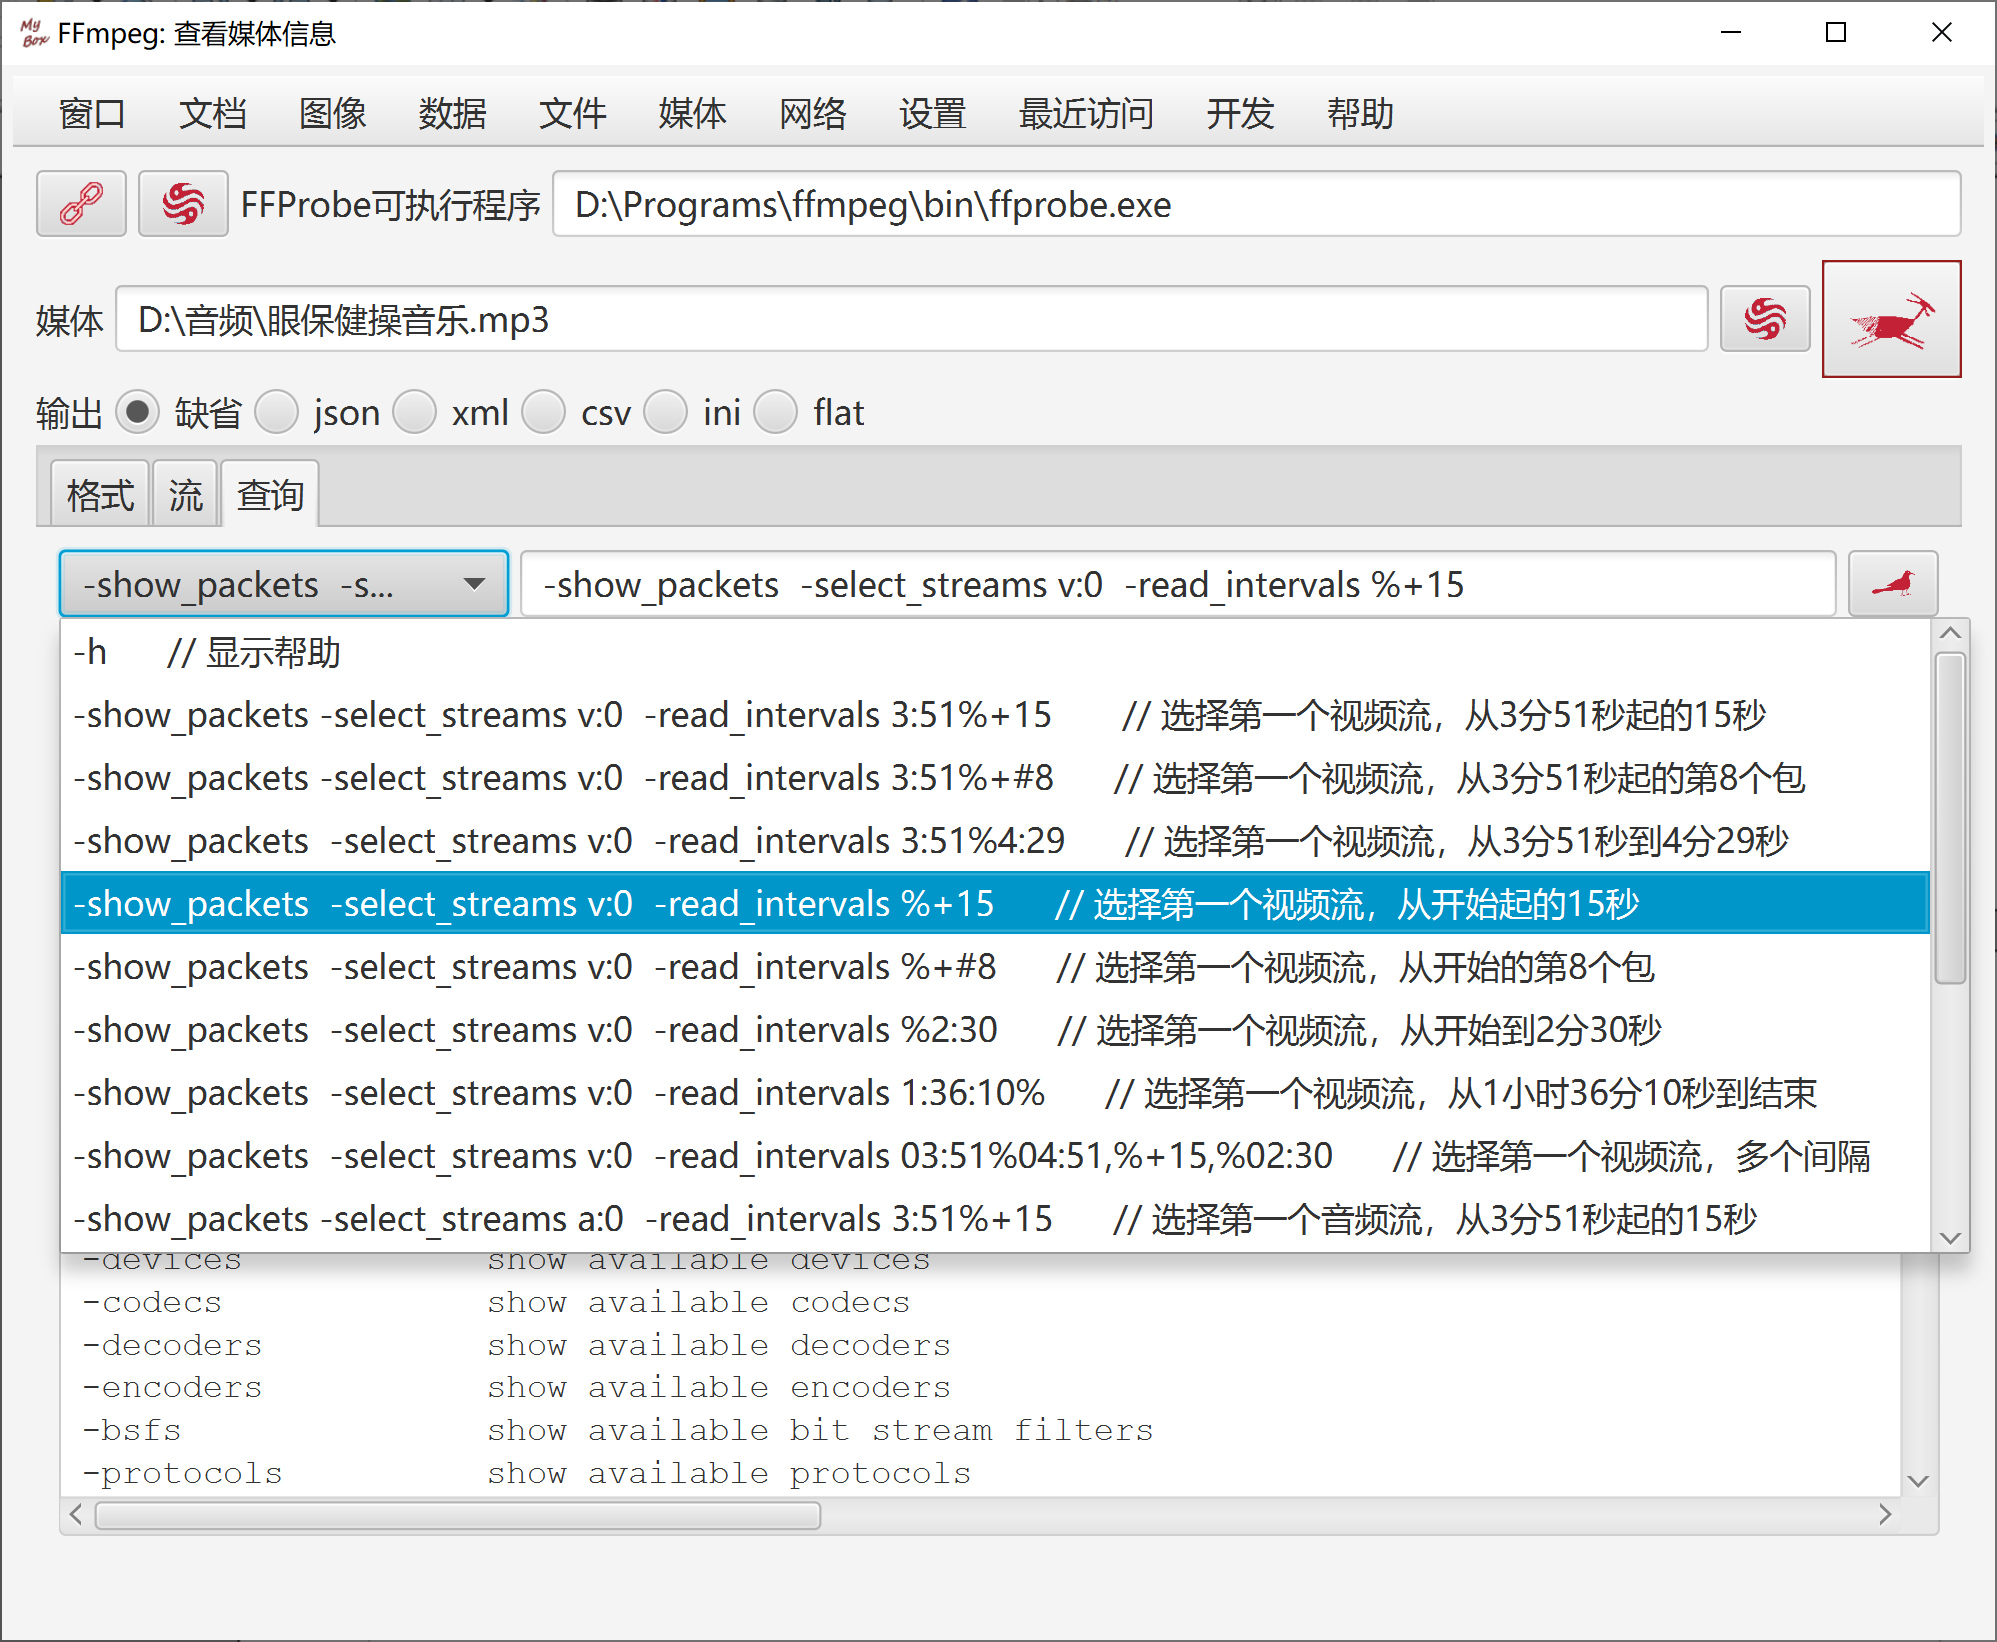 My Box FFmpeg: 查看媒体信息
窗口 文档 图像 数据 文件 媒体 网络 设置 最近访问 开发 帮助
FFProbe可执行程序 D:\Programs\ffmpeg\bin\ffprobe.exe
媒体 D:\音频\眼保健操音乐.mp3
输出 缺省 json xml csv ini flat
格式 流 查询
-show_packets  -s... -show_packets  -select_streams v:0  -read_intervals %+15
-h      // 显示帮助
-show_packets -select_streams v:0  -read_intervals 3:51%+15       // 选择第一个视频流，从3分51秒起的15秒
-show_packets -select_streams v:0  -read_intervals 3:51%+#8      // 选择第一个视频流，从3分51秒起的第8个包
-show_packets  -select_streams v:0  -read_intervals 3:51%4:29      // 选择第一个视频流，从3分51秒到4分29秒
-show_packets  -select_streams v:0  -read_intervals %+15      // 选择第一个视频流，从开始起的15秒
-show_packets  -select_streams v:0  -read_intervals %+#8      // 选择第一个视频流，从开始的第8个包
-show_packets  -select_streams v:0  -read_intervals %2:30      // 选择第一个视频流，从开始到2分30秒
-show_packets  -select_streams v:0  -read_intervals 1:36:10%      // 选择第一个视频流，从1小时36分10秒到结束
-show_packets  -select_streams v:0  -read_intervals 03:51%04:51,%+15,%02:30      // 选择第一个视频流，多个间隔
-show_packets -select_streams a:0  -read_intervals 3:51%+15      // 选择第一个音频流，从3分51秒起的15秒
-devices            show available devices
-codecs             show available codecs
-decoders           show available decoders
-encoders           show available encoders
-bsfs               show available bit stream filters
-protocols          show available protocols